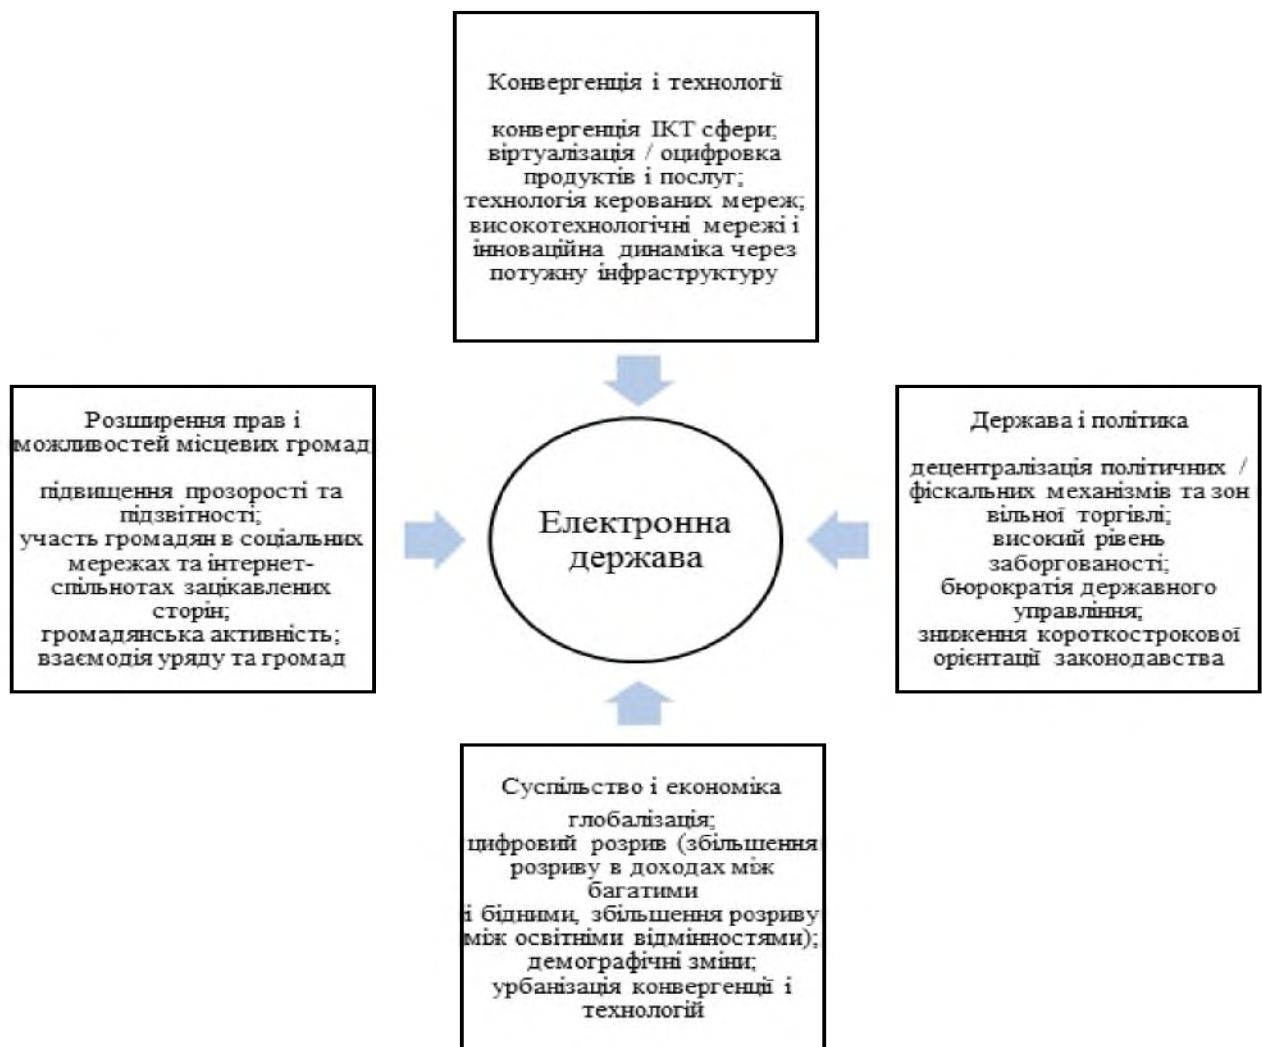 Конвергенція і технології
конвергенція ІКТ сфери;
віртуалізація / оцифровка
продуктів і послуг;
технологія керованих мереж;
високотехнологічні мережі і
інноваційна динаміка через
потужну інфраструктуру
Розширення прав і
можливостей місцевих громад
підвищення прозорості та
підзвітності;
участь громадян в соціальних
мережах та інтернет-
спільнотах зацікавлених
сторін;
громадянська активність;
взаємодія уряду та громад
Електронна
держава
Держава і політика
децентралізація політичних /
фіскальних механізмів та зон
вільної торгівлі;
високий рівень
заборгованості;
бюрократія державного
управління;
зниження короткострокової
орієнтації законодавства
Суспільство і економіка
глобалізація;
цифровий розрив (збільшення
розриву в доходах між
багатими
і бідними, збільшення розриву
між освітніми відмінностями);
демографічні зміни;
урбанізація конвергенції і
технологій